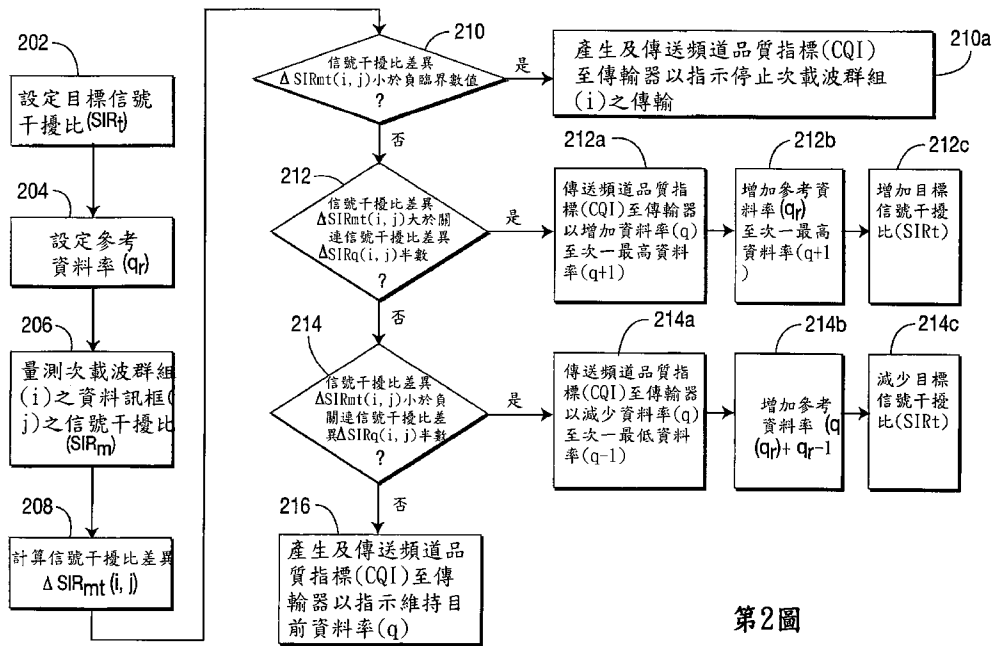 202
設定目標信號
干擾比(SIRt)
204
設定參考
資料率(qr)
206
量測次載波群組
(i)之資料訊框(
j)之信號干擾比
(SIRm)
208
計算信號干擾比差異
ΔSIRmt(i, j)
210
信號干擾比差異
ΔSIRmt(i, j)小於負臨界數值
?
是
否
210a
產生及傳送頻道品質指標(CQI)
至傳輸器以指示停止次載波群組
(i)之傳輸
212
信號干擾比差異
ΔSIRmt(i, j)大於關
連信號干擾比差異
ΔSIRq(i, j)半數
?
是
否
212a
傳送頻道品質指
標(CQI)至傳輸器
以增加資料率(q)
至次一最高資料
率(q+1)
212b
增加參考資
料率(qr)
至次一最高
資料率(q+1
)
212c
增加目標
信號干擾
比(SIRt)
214
信號干擾比差異
ΔSIRmt(i, j)小於負
關連信號干擾比差
異ΔSIRq(i, j)半數
?
是
否
214a
傳送頻道品質指
標(CQI)至傳輸器
以減少資料率(q)
至次一最低資料
率(q-1)
214b
增加參考
資料率 (q
(qr)+ qr-1
214c
減少目標
信號干擾
比(SIRt)
216
產生及傳送頻道品
質指標(CQI)至傳
輸器以指示維持目
前資料率(q)
第2圖